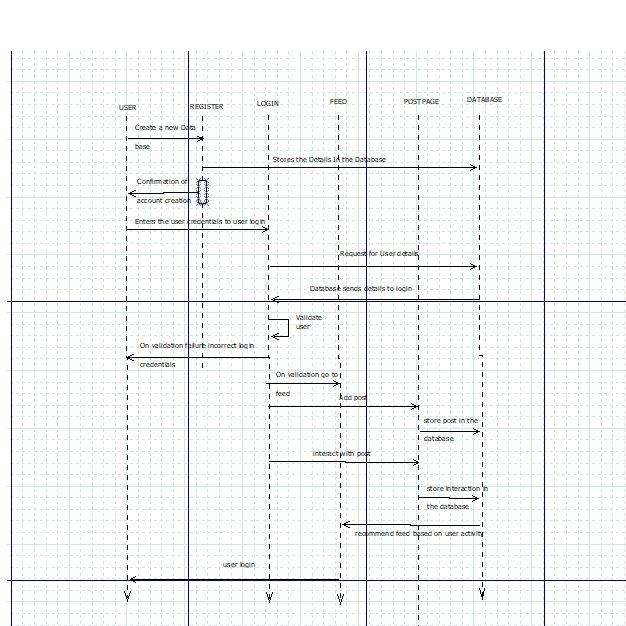 USER
REGISTER
LOGIN
FEED
POSTPAGE
DATABASE
Create a new Data
base
Stores the Details In the Database
Confirmation of
account creation
Enters the user credentials to user login
Request for User details
Database sends details to login
Validate
user
On validation failure incorrect login
credentials
On validation go to
feed
Add post
store post in the
database
interact with post
store interaction in
the database
recommend feed based on user activity
user login